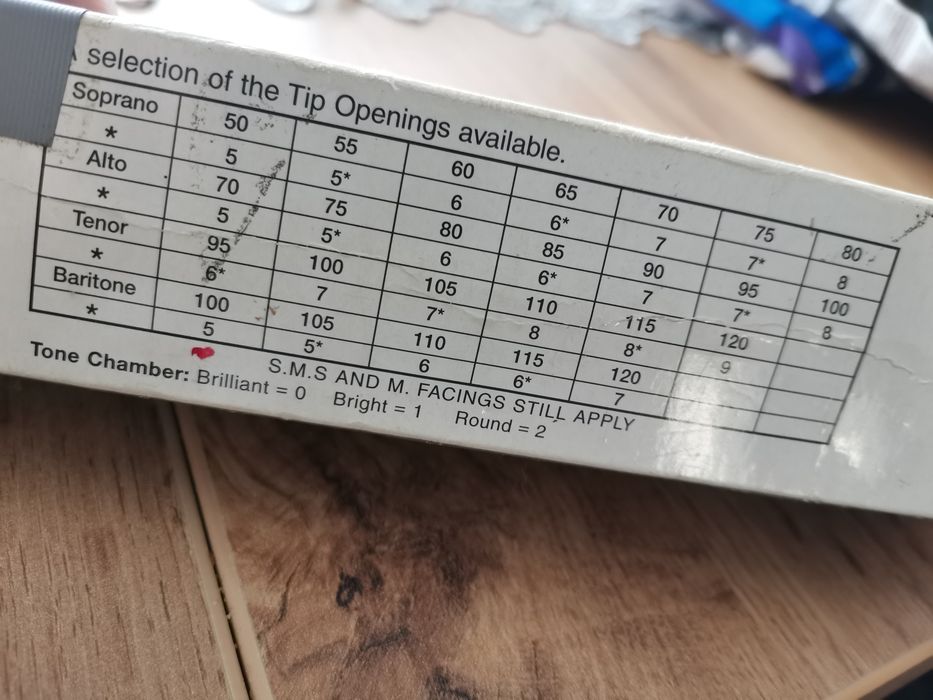 A selection of the Tip Openings available.
Soprano 50 55 60 65 70 75 80
* 5 5* 6 6* 7 7* 8
Alto 70 75 80 85 90 95 100
* 5 5* 6 6* 7 7* 8
Tenor 95 100 105 110 115 120
* 6* 7 7* 8 8* 9
Baritone 100 105 110 115 120
* 5 5* 6 6* 7
S.M.S AND M. FACINGS STILL APPLY
Tone Chamber: Brilliant = 0 Bright = 1 Round = 2